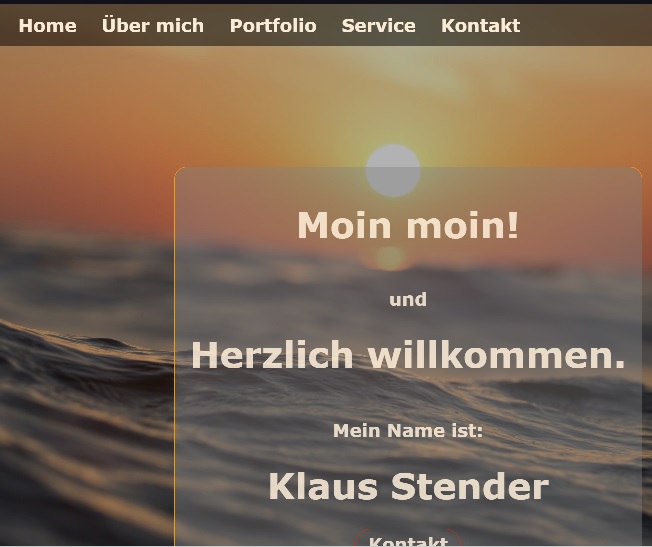 Home Über mich Portfolio Service Kontakt
Moin moin!
und
Herzlich willkommen.
Mein Name ist:
Klaus Stender
Kontakt